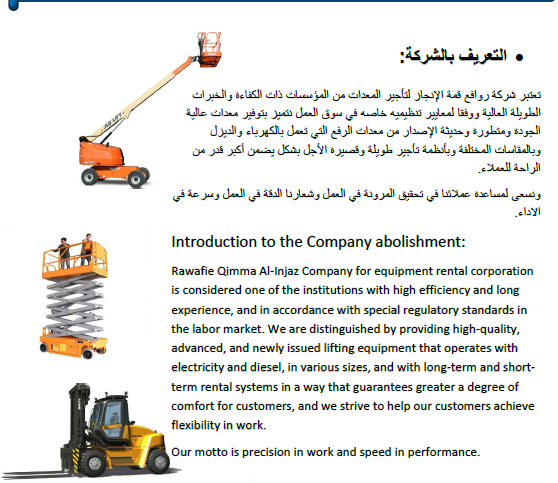 • التعريف بالشركة:
تعتبر شركة روافع قمة الإنجاز لتأجير المعدات من المؤسسات ذات الكفاءة والخبرات
الطويلة العالية ووفقا لمعايير تنظيميه خاصه في سوق العمل نتميز بتوفير معدات عالية
الجودة ومتطورة وحديثة الإصدار من معدات الرفع التي تعمل بالكهرباء والديزل
وبالمقاسات المختلفة وبأنظمة تأجير طويلة وقصيرة الأجل بشكل يضمن أكبر قدر من
الراحة للعملاء.
ونسعى لمساعدة عملائنا في تحقيق المرونة في العمل وشعارنا الدقة في العمل وسرعة في
الاداء.
Introduction to the Company abolishment:
Rawafie Qimma Al-Injaz Company for equipment rental corporation
is considered one of the institutions with high efficiency and long
experience, and in accordance with special regulatory standards in
the labor market. We are distinguished by providing high-quality,
advanced, and newly issued lifting equipment that operates with
electricity and diesel, in various sizes, and with long-term and short-
term rental systems in a way that guarantees greater a degree of
comfort for customers, and we strive to help our customers achieve
flexibility in work.
Our motto is precision in work and speed in performance.